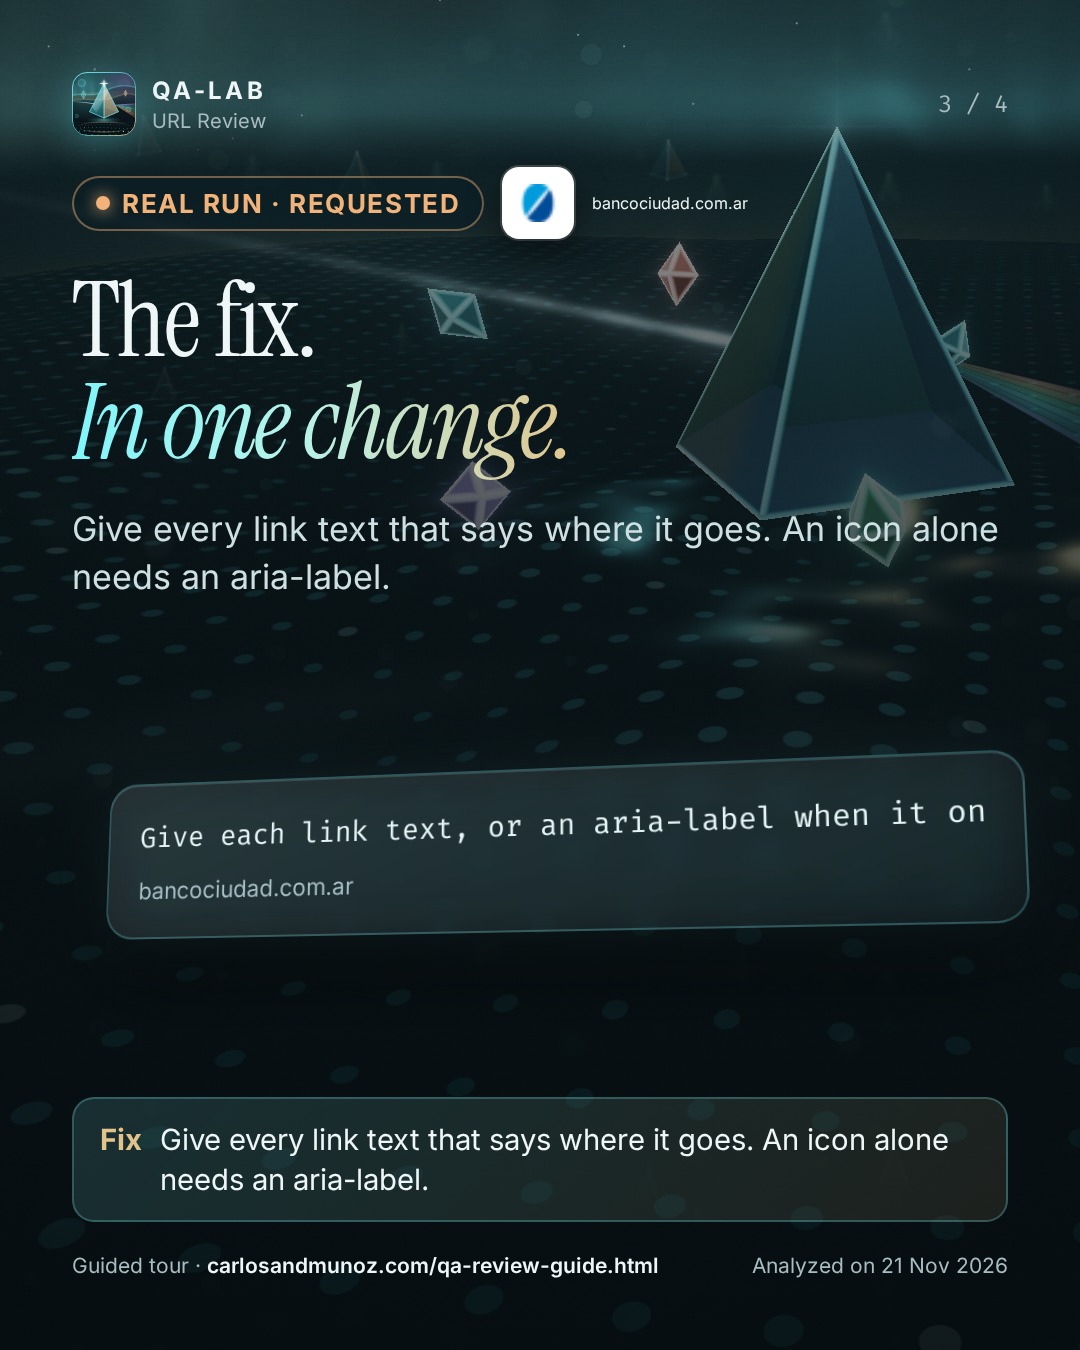 QA-LAB
URL Review
3 / 4
REAL RUN · REQUESTED
bancociudad.com.ar
The fix.
In one change.
Give every link text that says where it goes. An icon alone
needs an aria-label.
Give each link text, or an aria-label when it on
bancociudad.com.ar
Fix Give every link text that says where it goes. An icon alone
needs an aria-label.
Guided tour · carlosandmunoz.com/qa-review-guide.html
Analyzed on 21 Nov 2026